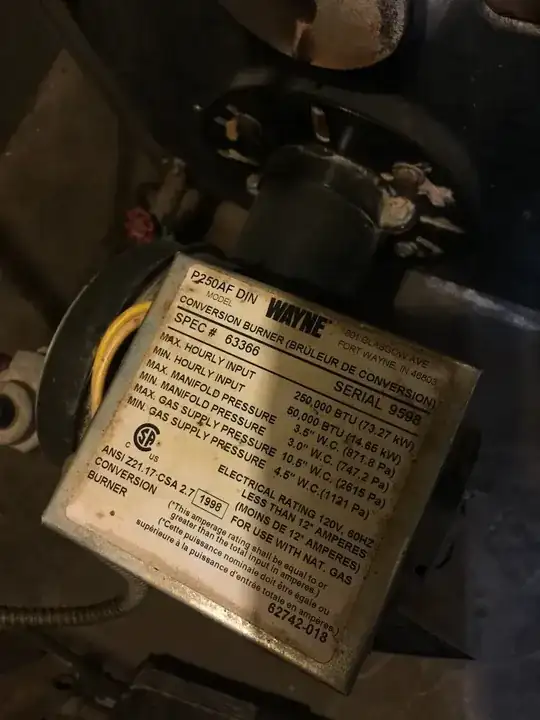 P250AF DIN
MODEL
WAYNE
801 GLASGOW AVE
FORT WAYNE, IN 46803
CONVERSION BURNER (BRÛLEUR DE CONVERSION)
SPEC # 63366
SERIAL 9598
MAX. HOURLY INPUT 250,000 BTU (73.27 kW)
MIN. HOURLY INPUT 50,000 BTU (14.65 kW)
MAX. MANIFOLD PRESSURE 3.5" W.C. (871.8 Pa)
MIN. MANIFOLD PRESSURE 3.0" W.C. (747.2 Pa)
MAX. GAS SUPPLY PRESSURE 10.5" W.C. (2615 Pa)
MIN. GAS SUPPLY PRESSURE 4.5" W.C. (1121 Pa)
C SA US
ELECTRICAL RATING 120V, 60HZ
LESS THAN 12* AMPERES
(MOINS DE 12* AMPERES)
FOR USE WITH NAT. GAS
ANSI Z21.17-CSA 2.7 1998
CONVERSION
BURNER
(*This amperage rating shall be equal to or
greater than the total input in amperes.)
(*Cette puissance nominale doit être égale ou
supérieure à la puissance d'entrée totale en ampères.)
62742-018